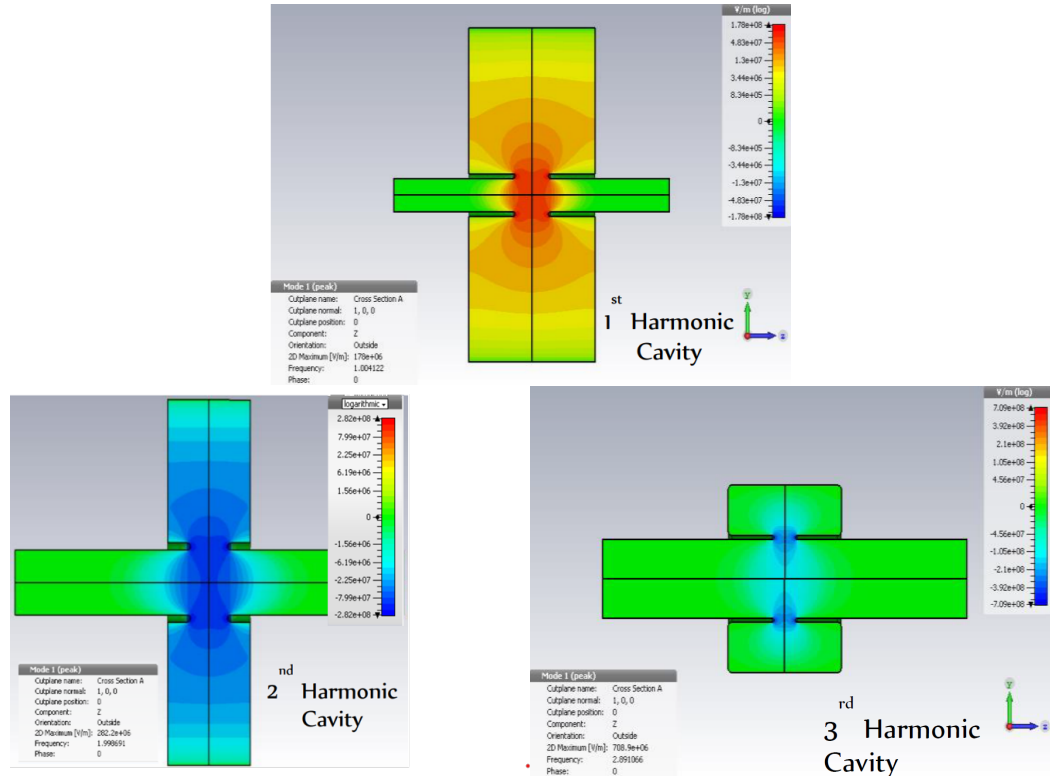 V/m (log)
1.78e+08
4.83e+07
1.3e+07
3.44e+06
8.34e+05
0
-8.34e+05
-3.44e+06
-1.3e+07
-4.83e+07
-1.78e+08
Mode 1 (peak)
Cutplane name: Cross Section A
Cutplane normal: 1, 0, 0
Cutplane position: 0
Component: Z
Orientation: Outside
2D Maximum [V/m]: 178e+06
Frequency: 1.004122
Phase: 0
1st Harmonic
Cavity
y
z
logarithmic
2.82e+08
7.99e+07
2.25e+07
6.19e+06
1.56e+06
0
-1.56e+06
-6.19e+06
-2.25e+07
-7.99e+07
-2.82e+08
Mode 1 (peak)
Cutplane name: Cross Section A
Cutplane normal: 1, 0, 0
Cutplane position: 0
Component: Z
Orientation: Outside
2D Maximum [V/m]: 282.2e+06
Frequency: 1.998691
Phase: 0
2nd Harmonic
Cavity
V/m (log)
7.09e+08
3.92e+08
2.1e+08
1.05e+08
4.56e+07
0
-4.56e+07
-1.05e+08
-2.1e+08
-3.92e+08
-7.09e+08
Mode 1 (peak)
Cutplane name: Cross Section A
Cutplane normal: 1, 0, 0
Cutplane position: 0
Component: Z
Orientation: Outside
2D Maximum [V/m]: 708.9e+06
Frequency: 2.891066
Phase: 0
3rd Harmonic
Cavity
y
z